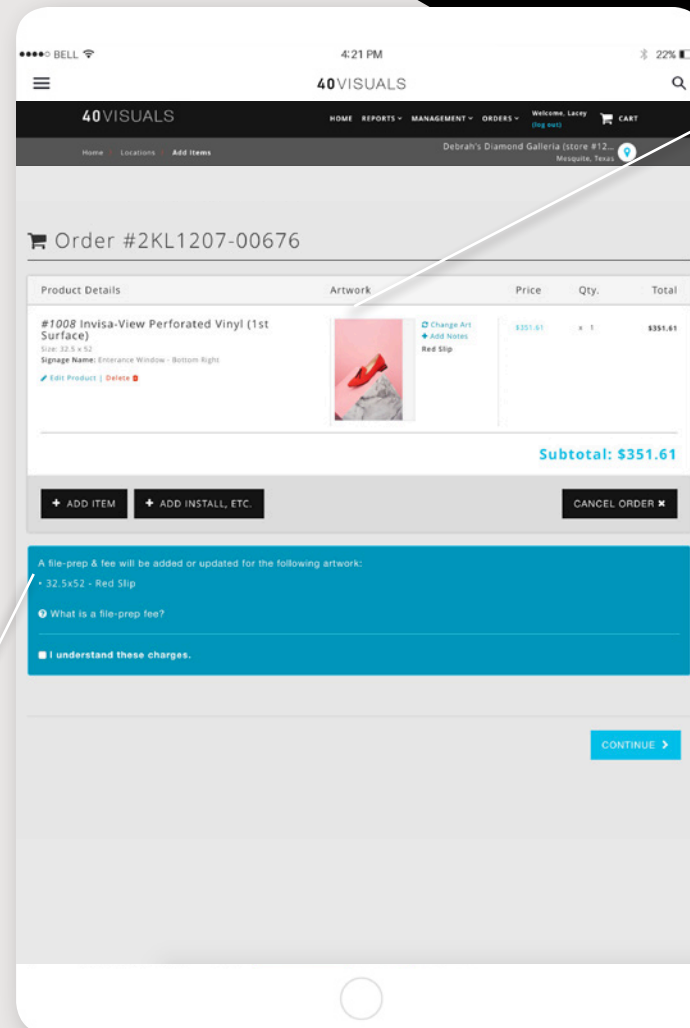 BELL 4:21 PM 22%
40VISUALS
40VISUALS HOME REPORTS MANAGEMENT ORDERS Welcome, Lacey (log out) CART
Home Locations Add Items Debrah's Diamond Galleria (store #12...
Mesquite, Texas
Order #2KL1207-00676
Product Details Artwork Price Qty. Total
#1008 Invisa-View Perforated Vinyl (1st
Surface)
Size: 32.5 x 52
Signage Name: Enterance Window - Bottom Right
Edit Product | Delete
Change Art
+ Add Notes
Red Slip
$351.61 x 1 $351.61
Subtotal: $351.61
+ ADD ITEM + ADD INSTALL, ETC. CANCEL ORDER ×
A file-prep & fee will be added or updated for the following artwork:
• 32.5x52 - Red Slip
What is a file-prep fee?
I understand these charges.
CONTINUE